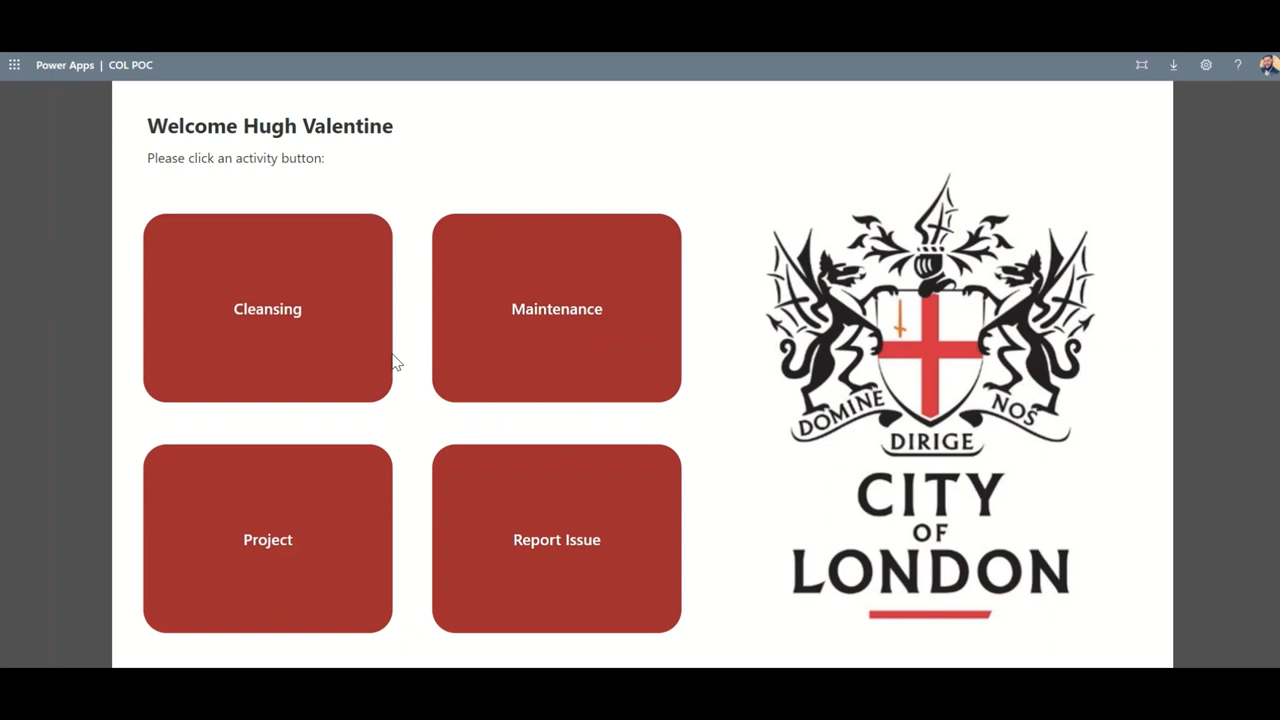 Power Apps | COL POC
?
Welcome Hugh Valentine
Please click an activity button:
Cleansing
Maintenance
Project
Report Issue
DOMINE DIRIGE NOS
CITY
OF
LONDON